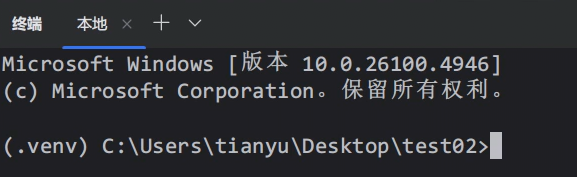 终端 本地 × +
Microsoft Windows [版本 10.0.26100.4946]
(c) Microsoft Corporation。保留所有权利。
(.venv) C:\Users\tianyu\Desktop\test02>